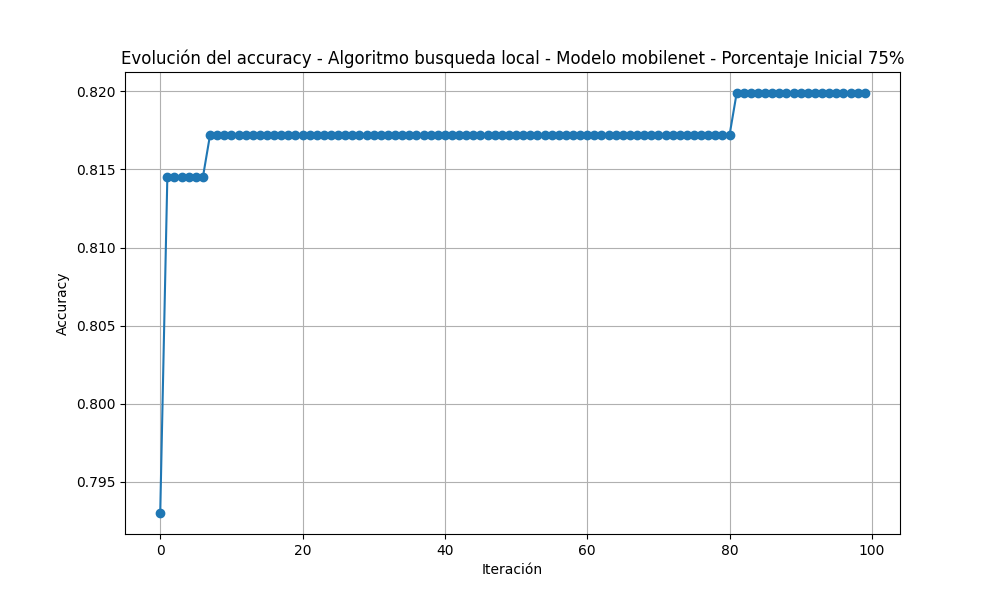 Evolución del accuracy - Algoritmo busqueda local - Modelo mobilenet - Porcentaje Inicial 75%
0.820
0.815
0.810
0.805
0.800
0.795
Accuracy
0 20 40 60 80 100
Iteración